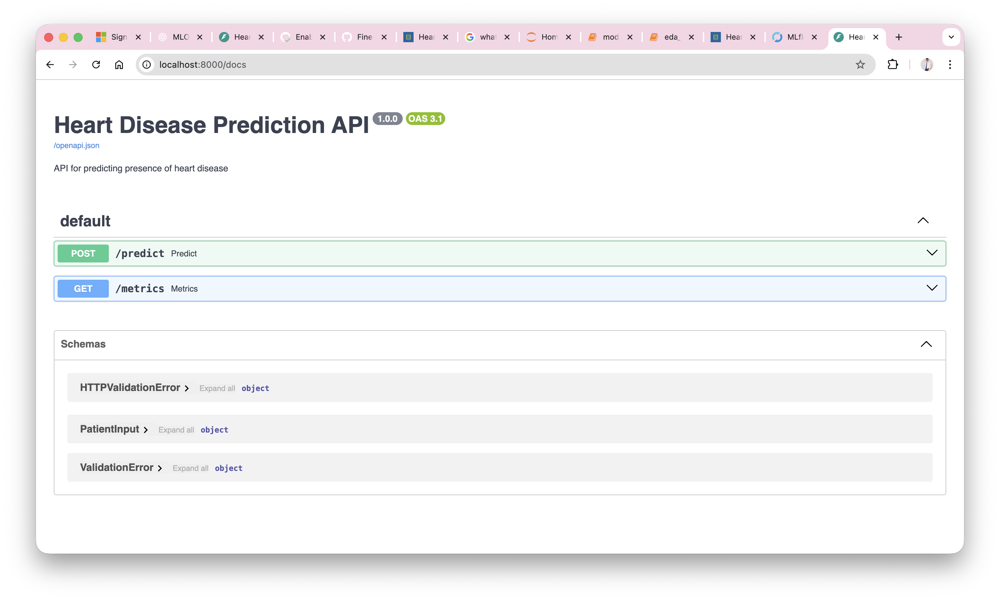 Sign MLO Hear Enab Fine Hear what Hom mod eda_ Hear MLfl Hear
localhost:8000/docs
Heart Disease Prediction API 1.0.0 OAS 3.1
/openapi.json
API for predicting presence of heart disease
default
POST /predict Predict
GET /metrics Metrics
Schemas
HTTPValidationError Expand all object
PatientInput Expand all object
ValidationError Expand all object